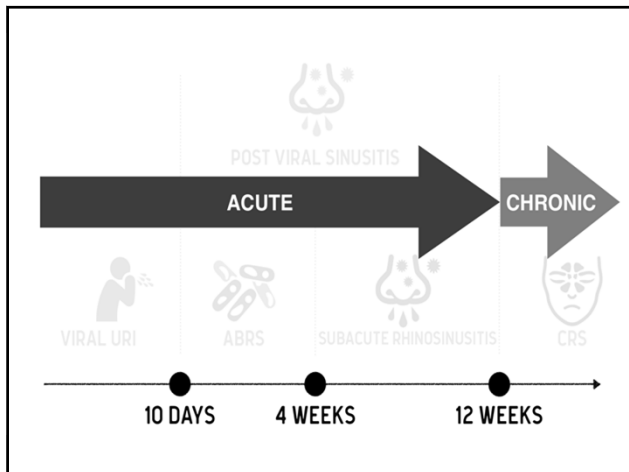 POST VIRAL SINUSITIS
ACUTE
CHRONIC
VIRAL URI
ABRS
SUBACUTE RHINOSINUSITIS
CRS
10 DAYS
4 WEEKS
12 WEEKS